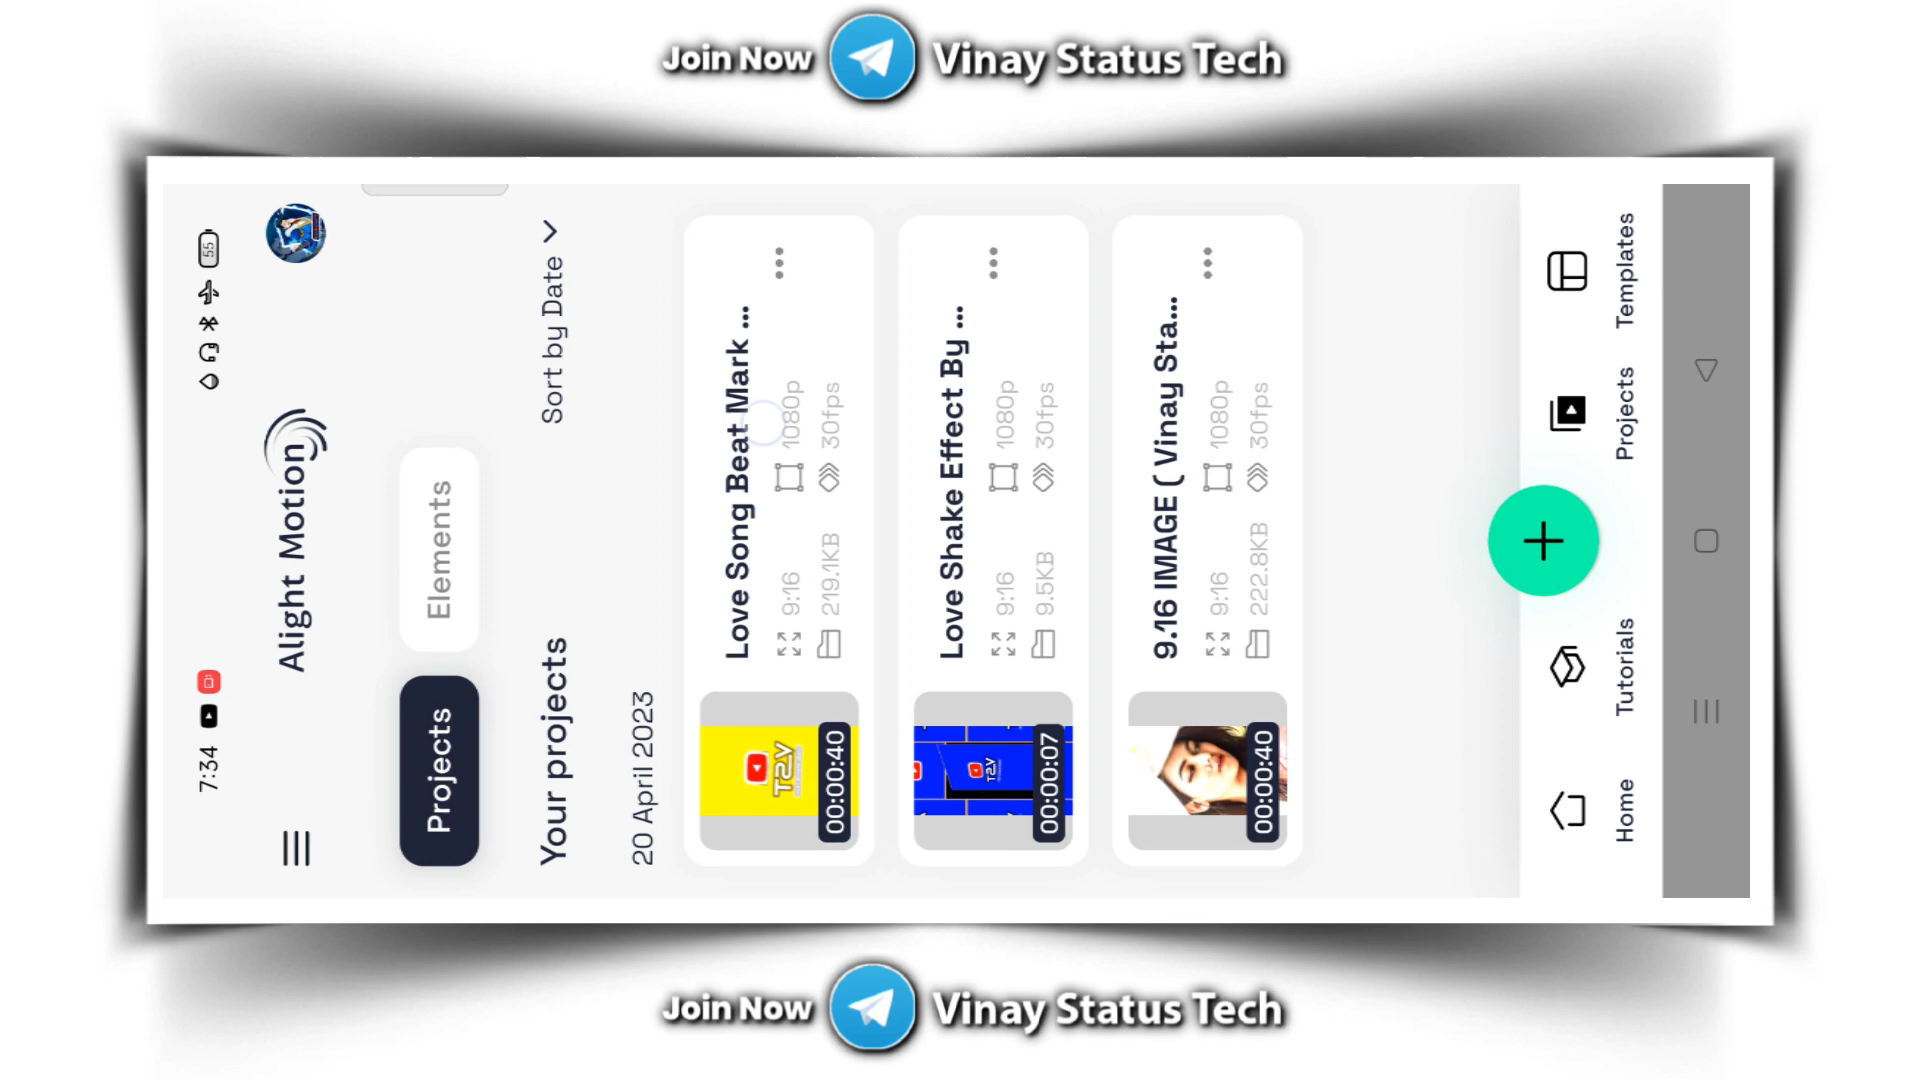 Join Now Vinay Status Tech
7:34
55
Alight Motion
Projects
Elements
Your projects
Sort by Date
20 April 2023
Love Song Beat Mark ...
9:16
1080p
219.1KB
30fps
T2V
00:00:40
Love Shake Effect By ...
9:16
1080p
9.5KB
30fps
T2V
00:00:07
9.16 IMAGE ( Vinay Sta...
9:16
1080p
222.8KB
30fps
00:00:40
Home
Tutorials
Projects
Templates
Join Now Vinay Status Tech